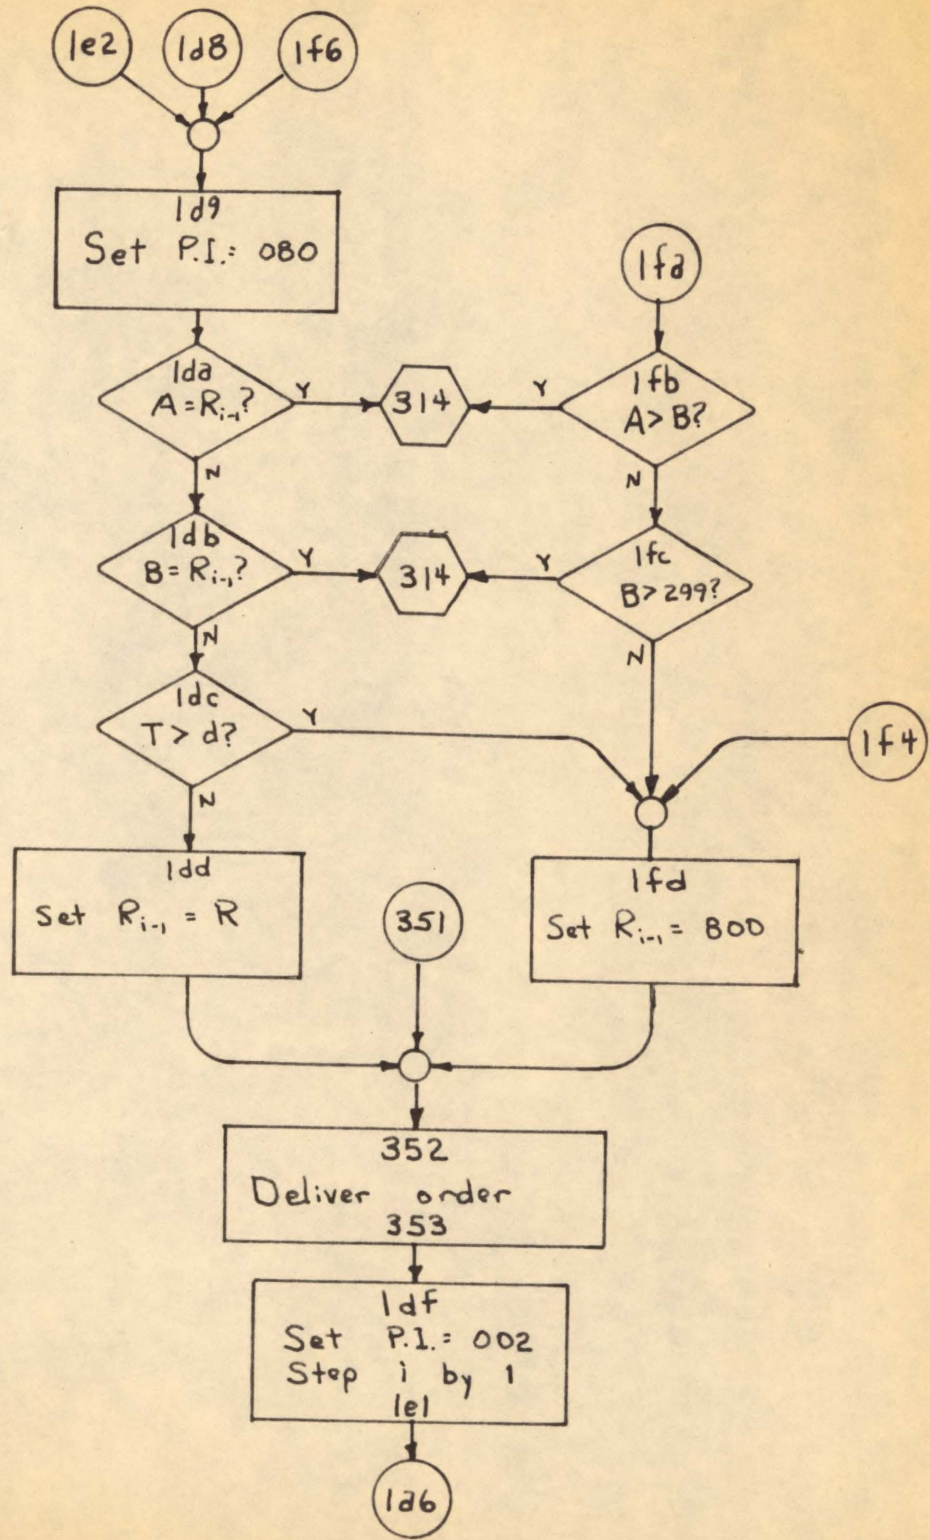 1e2
1d8
1f6
1d9
Set P.I.= 080
1fa
1da
A=Rᵢ₋₁?
Y
314
Y
1fb
A>B?
N
N
1db
B=Rᵢ₋₁?
Y
314
Y
1fc
B>299?
N
N
1dc
T>d?
Y
1f4
N
1dd
Set Rᵢ₋₁ = R
351
1fd
Set Rᵢ₋₁ = 800
352
Deliver order
353
1df
Set P.I.= 002
Step i by 1
1e1
1a6